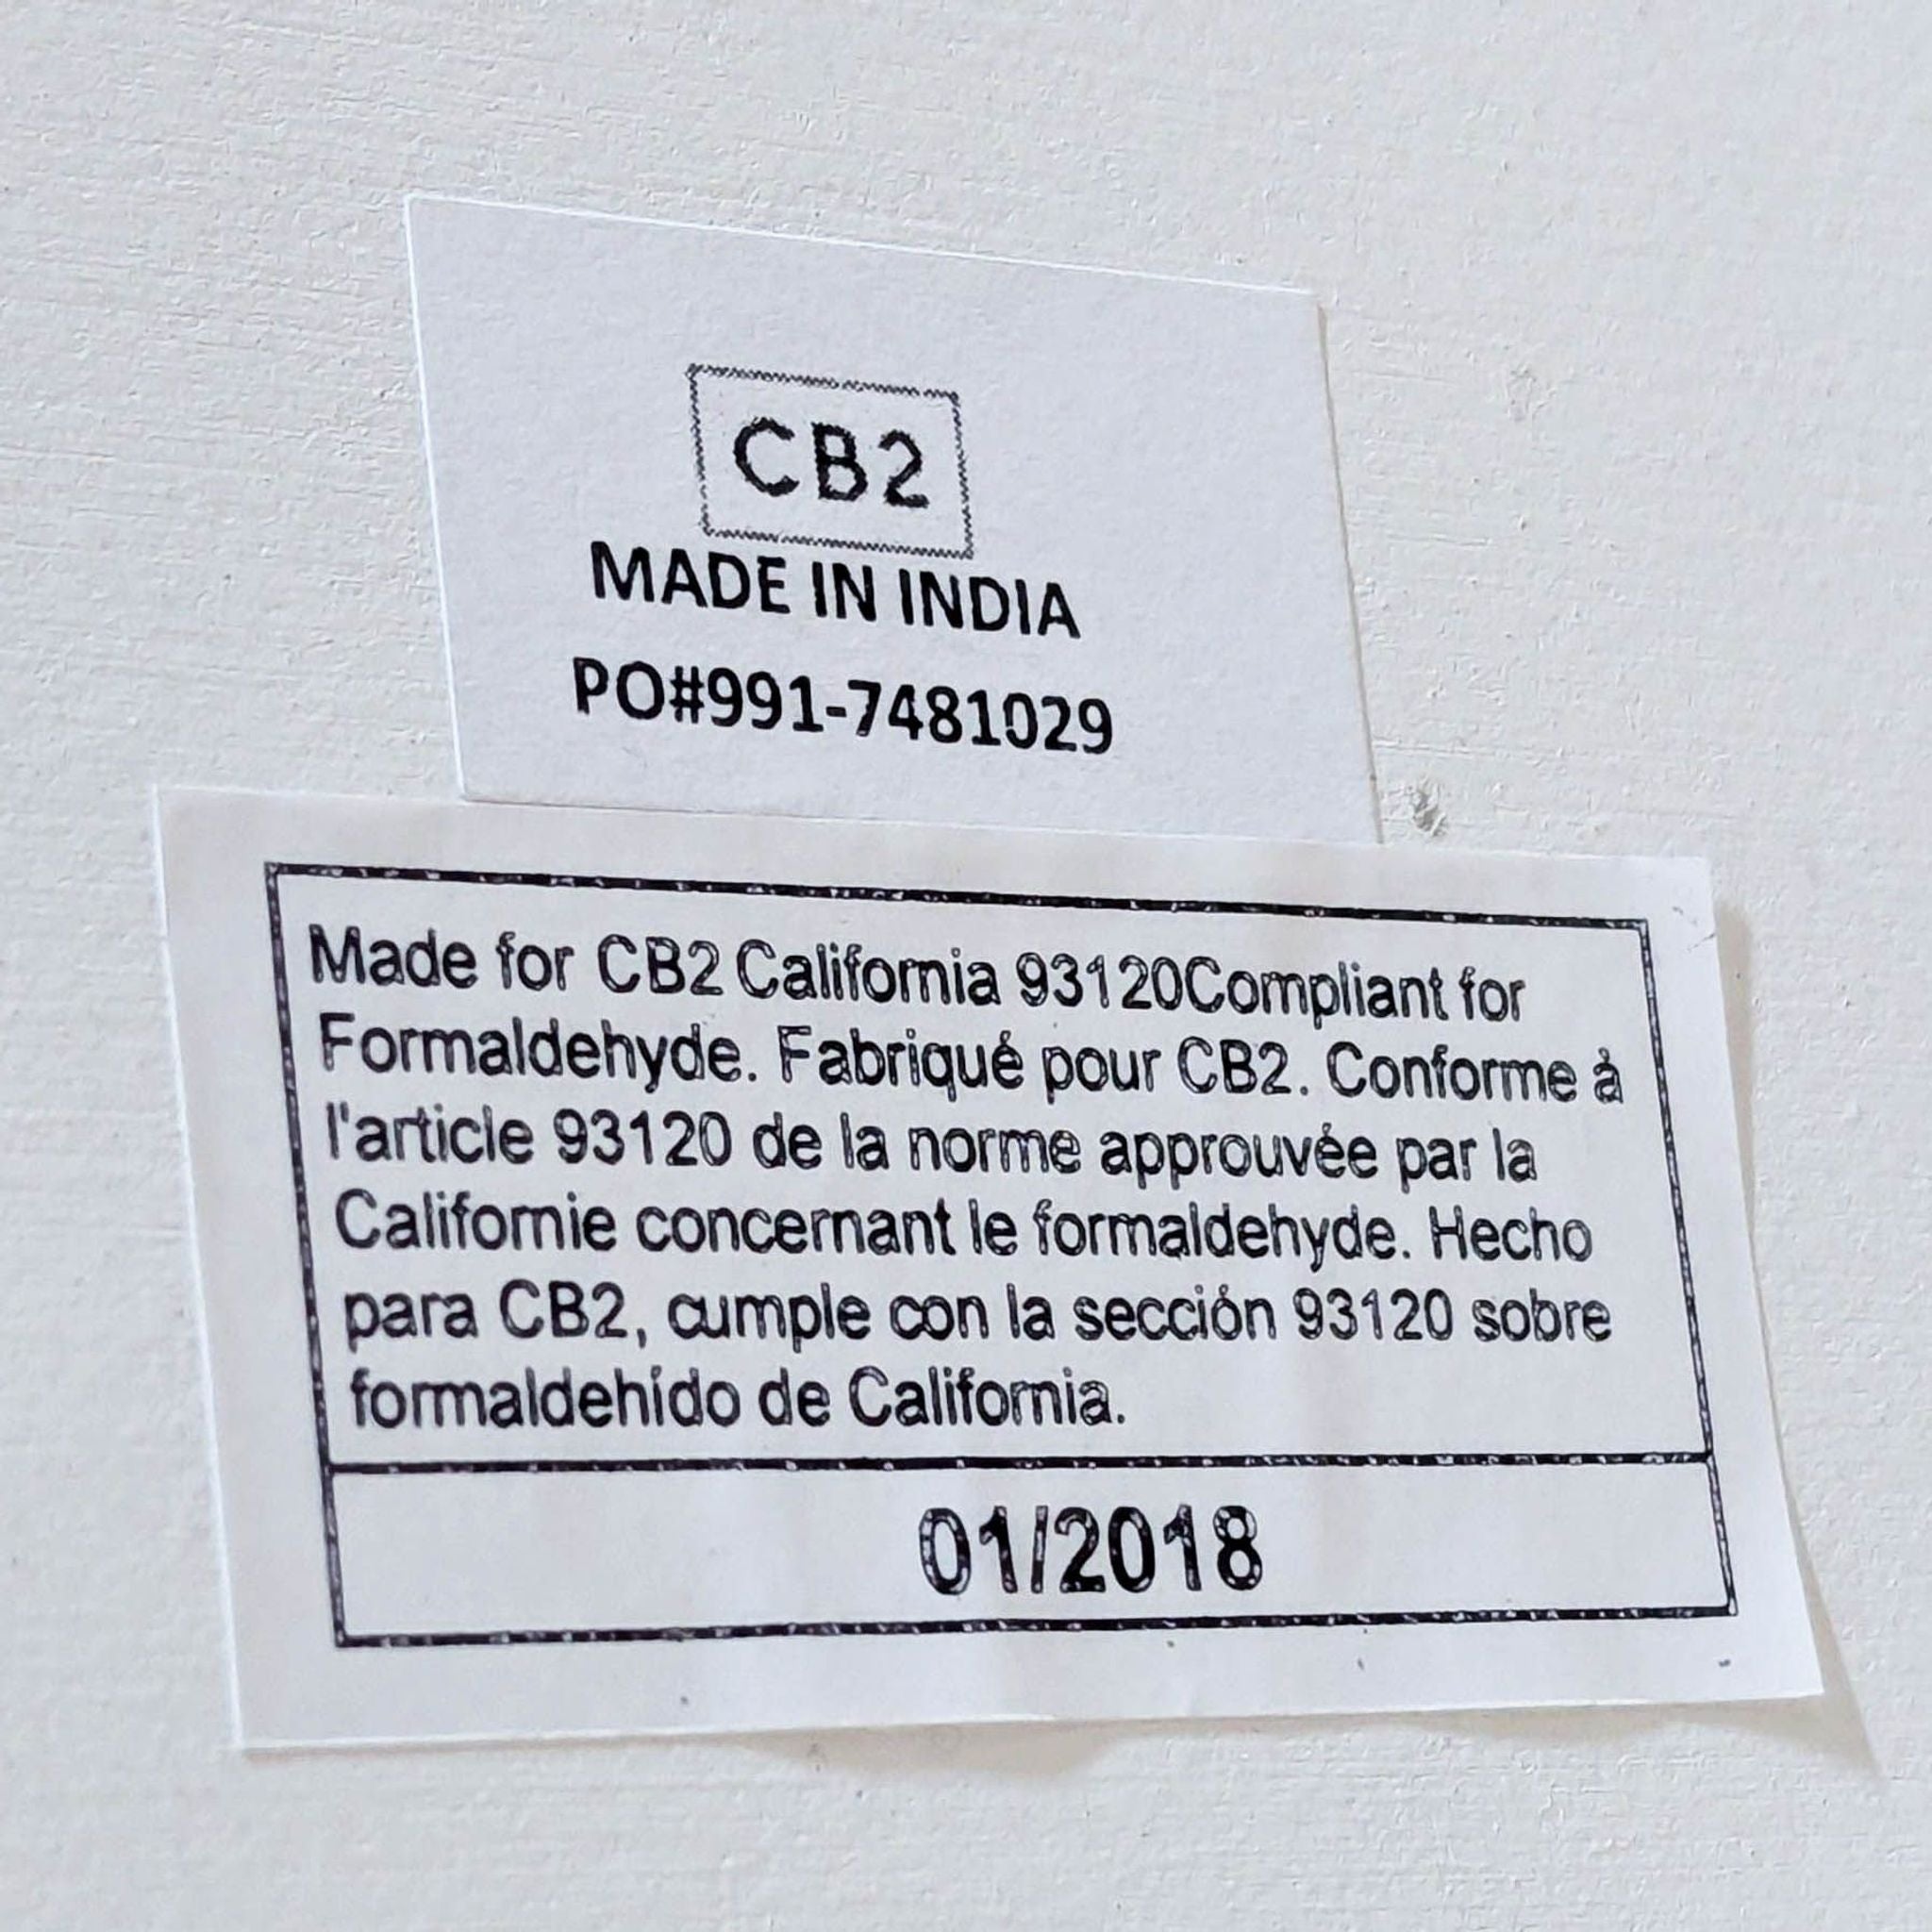 CB2
MADE IN INDIA
PO#991-7481029
Made for CB2 California 93120Compliant for
Formaldehyde. Fabriqué pour CB2. Conforme à
l'article 93120 de la norme approuvée par la
Californie concernant le formaldehyde. Hecho
para CB2, cumple con la sección 93120 sobre
formaldehído de California.
01/2018